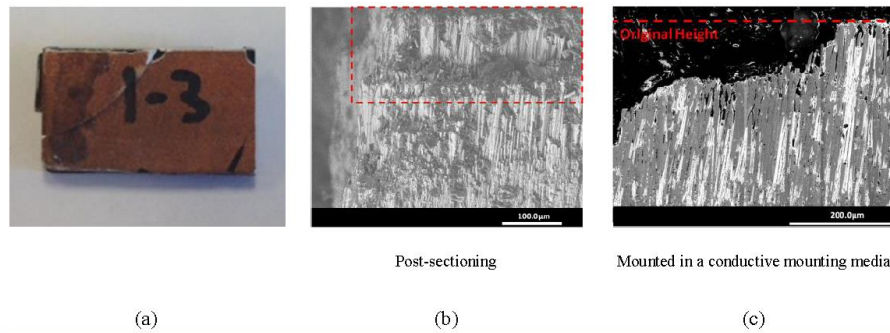 1-3
100.0μm
Original Height
200.0μm
Post-sectioning
Mounted in a conductive mounting media
(a)
(b)
(c)